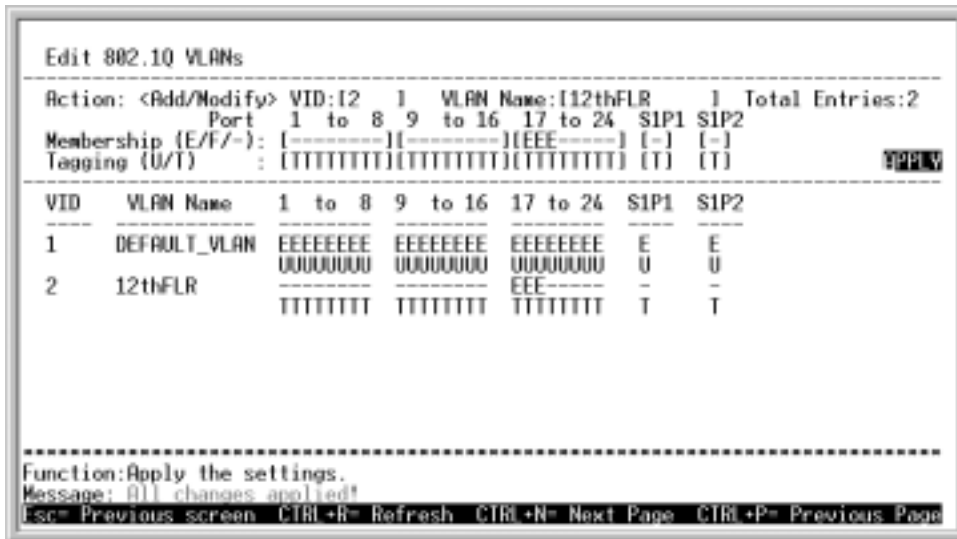 Edit 802.1Q VLANs
Action: <Add/Modify> VID:[2   ]   VLAN Name:[12thFLR      ] Total Entries:2
Port   1 to 8 9 to 16 17 to 24 S1P1 S1P2
Membership (E/F/-): [--------][--------][EEE-----] [-] [-]
Tagging (U/T)     : [TTTTTTTT][TTTTTTTT][TTTTTTTT] [T] [T]   APPLY
VID   VLAN Name   1 to 8   9 to 16   17 to 24   S1P1   S1P2
----   ------------   --------   --------   --------   ----   ----
1   DEFAULT_VLAN   EEEEEEEE   EEEEEEEE   EEEEEEEE   E   E
UUUUUUUU   UUUUUUUU   UUUUUUUU   U   U
2   12thFLR   --------   --------   EEE-----   -   -
TTTTTTTT   TTTTTTTT   TTTTTTTT   T   T
Function:Apply the settings.
Message: All changes applied!
Esc= Previous screen  CTRL+R= Refresh  CTRL+N= Next Page  CTRL+P= Previous Page